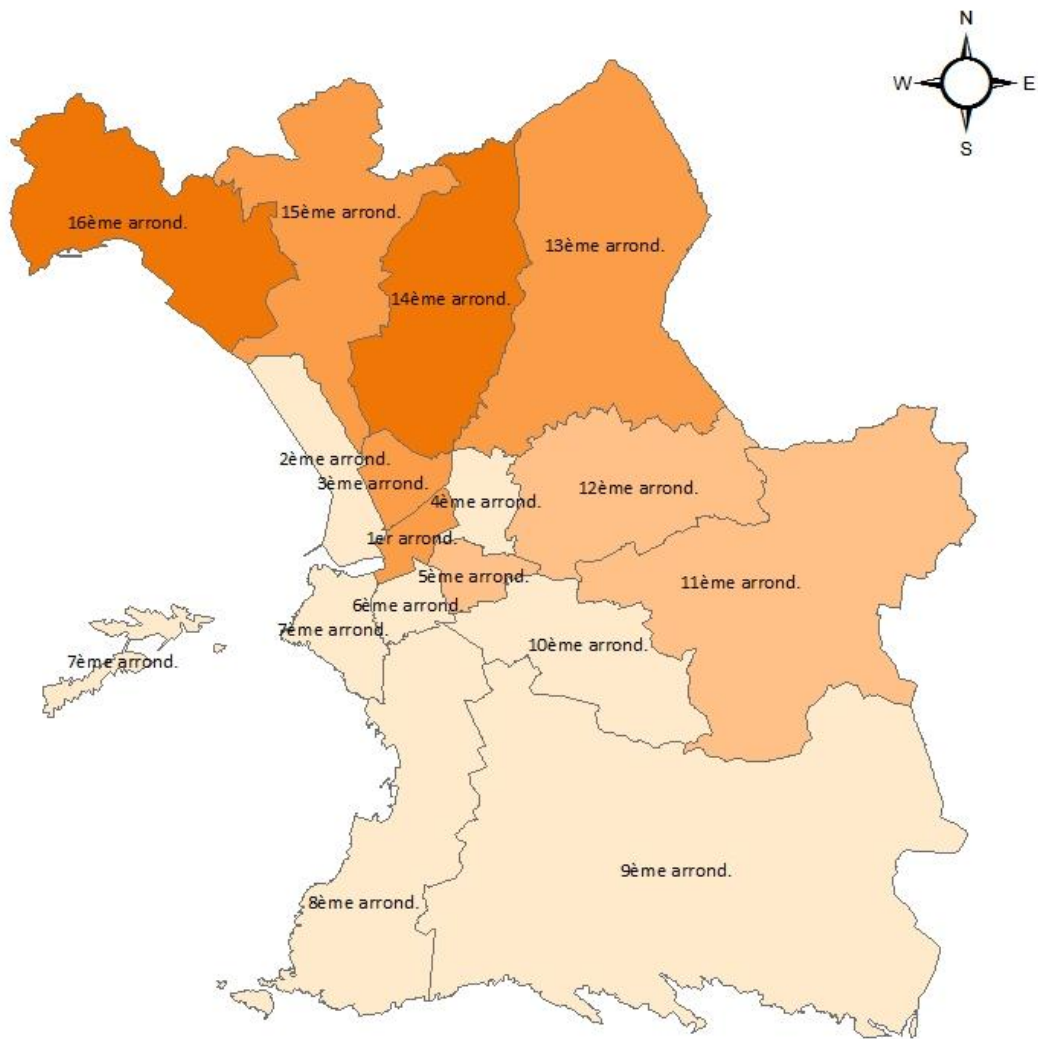 N
W E
S
16ème arrond.
15ème arrond.
13ème arrond.
14ème arrond.
2ème arrond.
3ème arrond.
4ème arrond.
12ème arrond.
1er arrond.
5ème arrond.
11ème arrond.
6ème arrond.
7ème arrond.
10ème arrond.
7ème arrond.
9ème arrond.
8ème arrond.